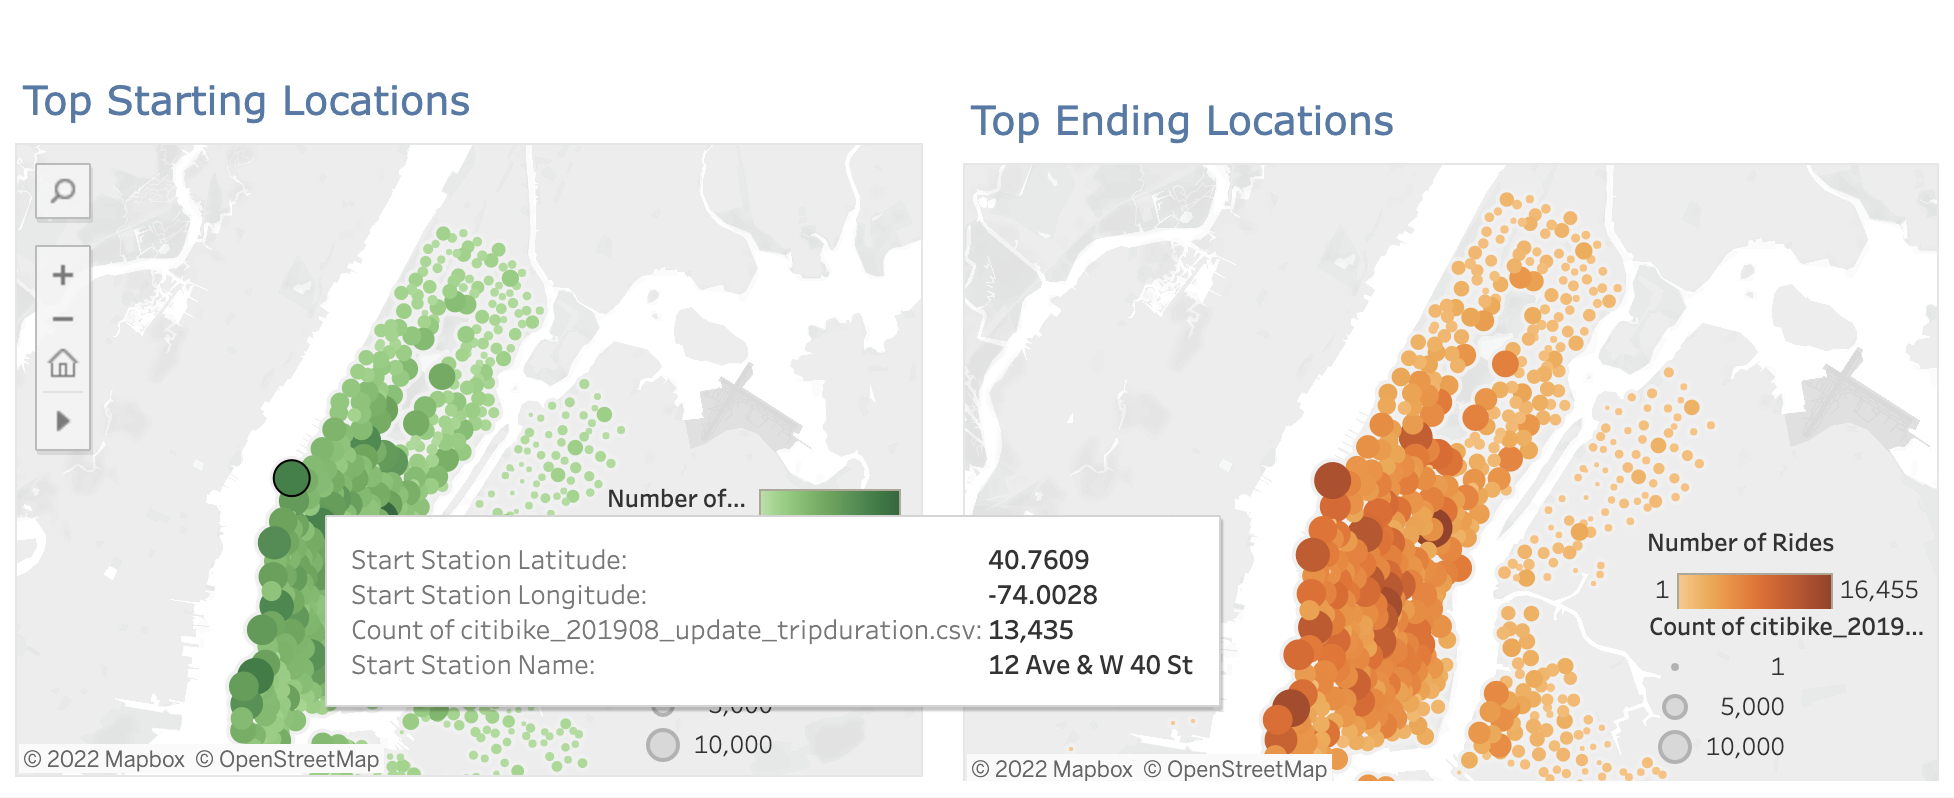 Top Starting Locations
Top Ending Locations
+
−
Number of...
Start Station Latitude: 40.7609
Start Station Longitude: -74.0028
Count of citibike_201908_update_tripduration.csv: 13,435
Start Station Name: 12 Ave & W 40 St
10,000
© 2022 Mapbox © OpenStreetMap
Number of Rides
1 16,455
Count of citibike_2019...
1
5,000
10,000
© 2022 Mapbox © OpenStreetMap